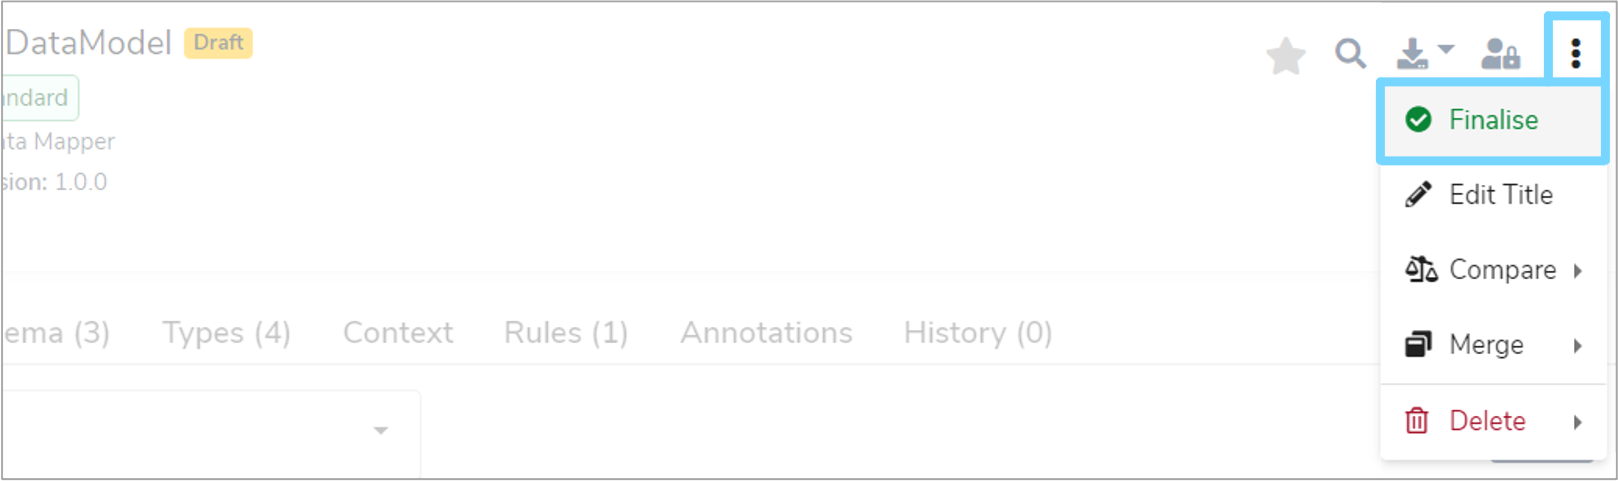 DataModel Draft
ndard
ta Mapper
sion: 1.0.0
Finalise
Edit Title
Compare
Merge
Delete
ema (3) Types (4) Context Rules (1) Annotations History (0)